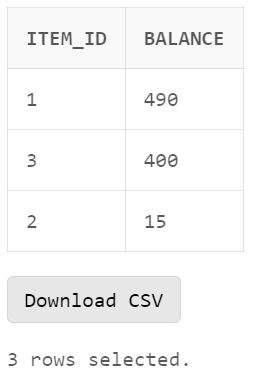 ITEM_ID BALANCE
1 490
3 400
2 15
Download CSV
3 rows selected.